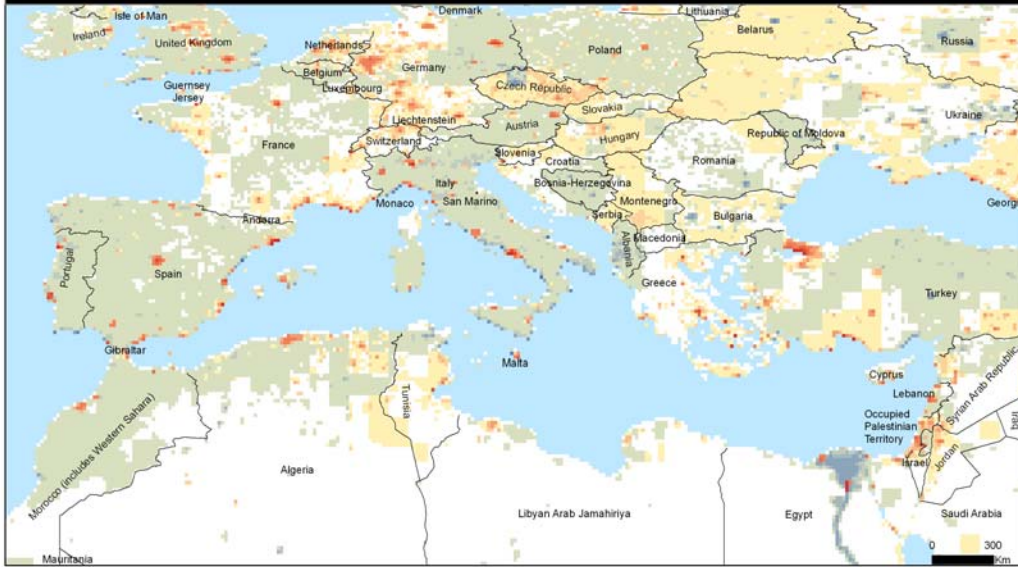 Isle of Man
Denmark
Lithuania
Ireland
United Kingdom
Belarus
Russia
Netherlands
Poland
Belgium
Germany
Guernsey
Jersey
Luxembourg
Czech Republic
Slovakia
Ukraine
Liechtenstein
Austria
Hungary
Republic of Moldova
France
Switzerland
Slovenia
Croatia
Romania
Italy
Bosnia-Herzegovina
San Marino
Monaco
Montenegro
Georgi
Andorra
Serbia
Bulgaria
Albania
Macedonia
Portugal
Spain
Greece
Turkey
Gibraltar
Malta
Cyprus
Tunisia
Lebanon
Syrian Arab Republic
Occupied
Palestinian
Territory
Iraq
Morocco (includes Western Sahara)
Israel
Jordan
Algeria
Libyan Arab Jamahiriya
Egypt
Saudi Arabia
Mauritania
0 300
Km